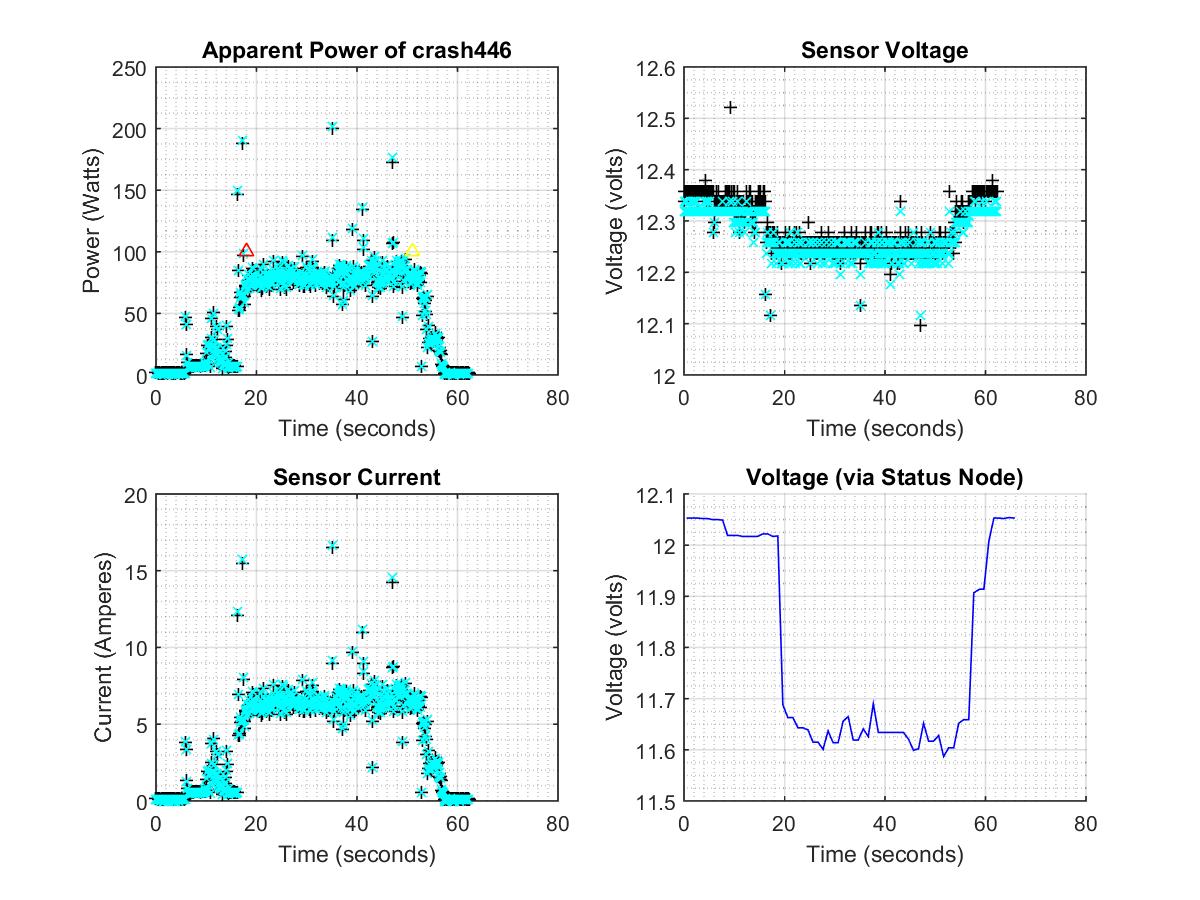 Apparent Power of crash446
250
200
150
100
50
0
Power (Watts)
0 20 40 60 80
Time (seconds)
Sensor Voltage
12.6
12.5
12.4
12.3
12.2
12.1
12
Voltage (volts)
0 20 40 60 80
Time (seconds)
Sensor Current
20
15
10
5
0
Current (Amperes)
0 20 40 60 80
Time (seconds)
Voltage (via Status Node)
12.1
12
11.9
11.8
11.7
11.6
11.5
Voltage (volts)
0 20 40 60 80
Time (seconds)